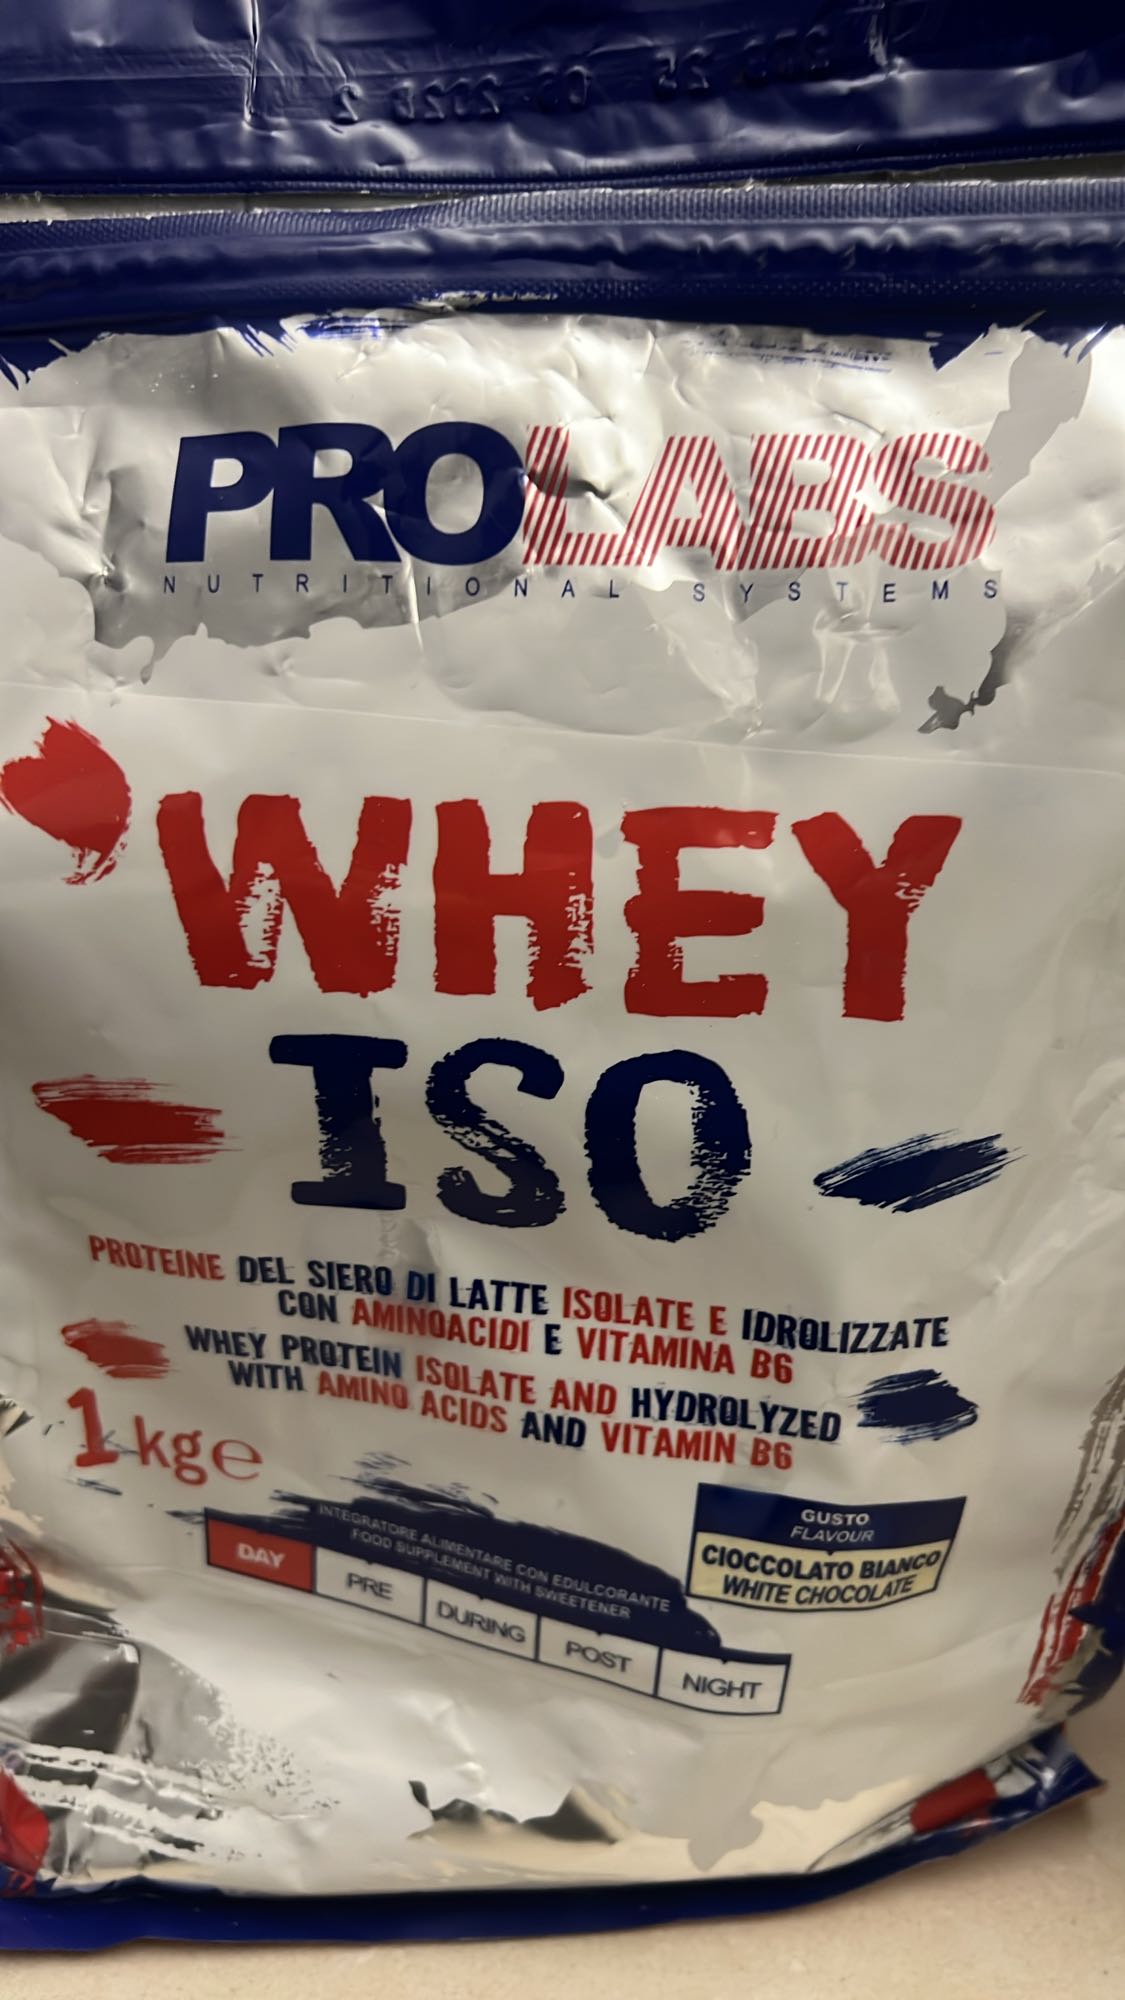 PROLABS
NUTRITIONAL SYSTEMS
'WHEY
ISO
PROTEINE DEL SIERO DI LATTE ISOLATE E IDROLIZZATE
CON AMINOACIDI E VITAMINA B6
WHEY PROTEIN ISOLATE AND HYDROLYZED
WITH AMINO ACIDS AND VITAMIN B6
1 kg℮
INTEGRATORE ALIMENTARE CON EDULCORANTE
FOOD SUPPLEMENT WITH SWEETENER
DAY PRE DURING POST NIGHT
GUSTO
FLAVOUR
CIOCCOLATO BIANCO
WHITE CHOCOLATE